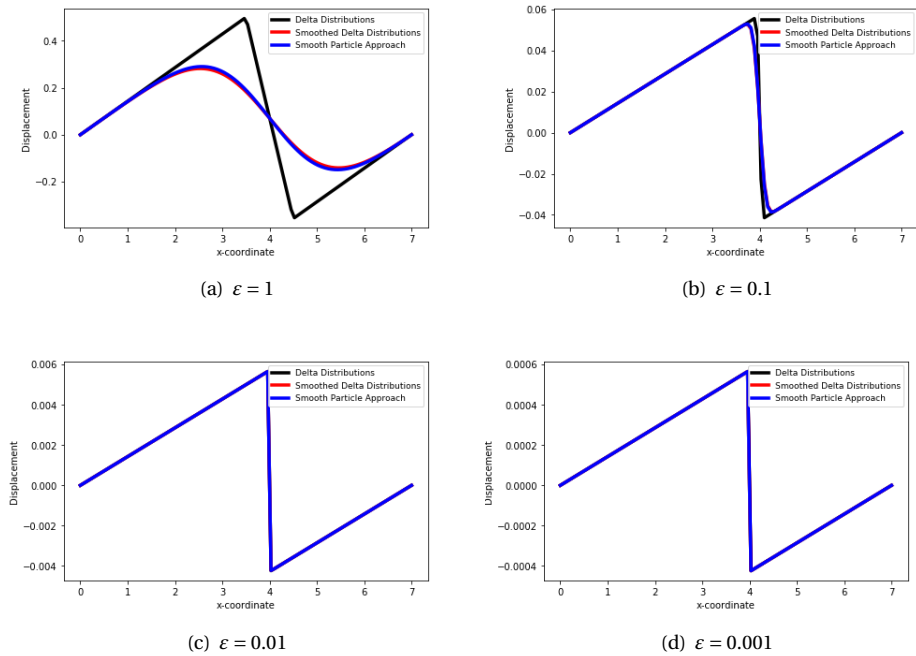 Delta Distributions
Smoothed Delta Distributions
Smooth Particle Approach
0.4
0.2
0.0
−0.2
Displacement
0 1 2 3 4 5 6 7
x-coordinate
(a) ε = 1
Delta Distributions
Smoothed Delta Distributions
Smooth Particle Approach
0.06
0.04
0.02
0.00
−0.02
−0.04
Displacement
0 1 2 3 4 5 6 7
x-coordinate
(b) ε = 0.1
Delta Distributions
Smoothed Delta Distributions
Smooth Particle Approach
0.006
0.004
0.002
0.000
−0.002
−0.004
Displacement
0 1 2 3 4 5 6 7
x-coordinate
(c) ε = 0.01
Delta Distributions
Smoothed Delta Distributions
Smooth Particle Approach
0.0006
0.0004
0.0002
0.0000
−0.0002
−0.0004
Displacement
0 1 2 3 4 5 6 7
x-coordinate
(d) ε = 0.001